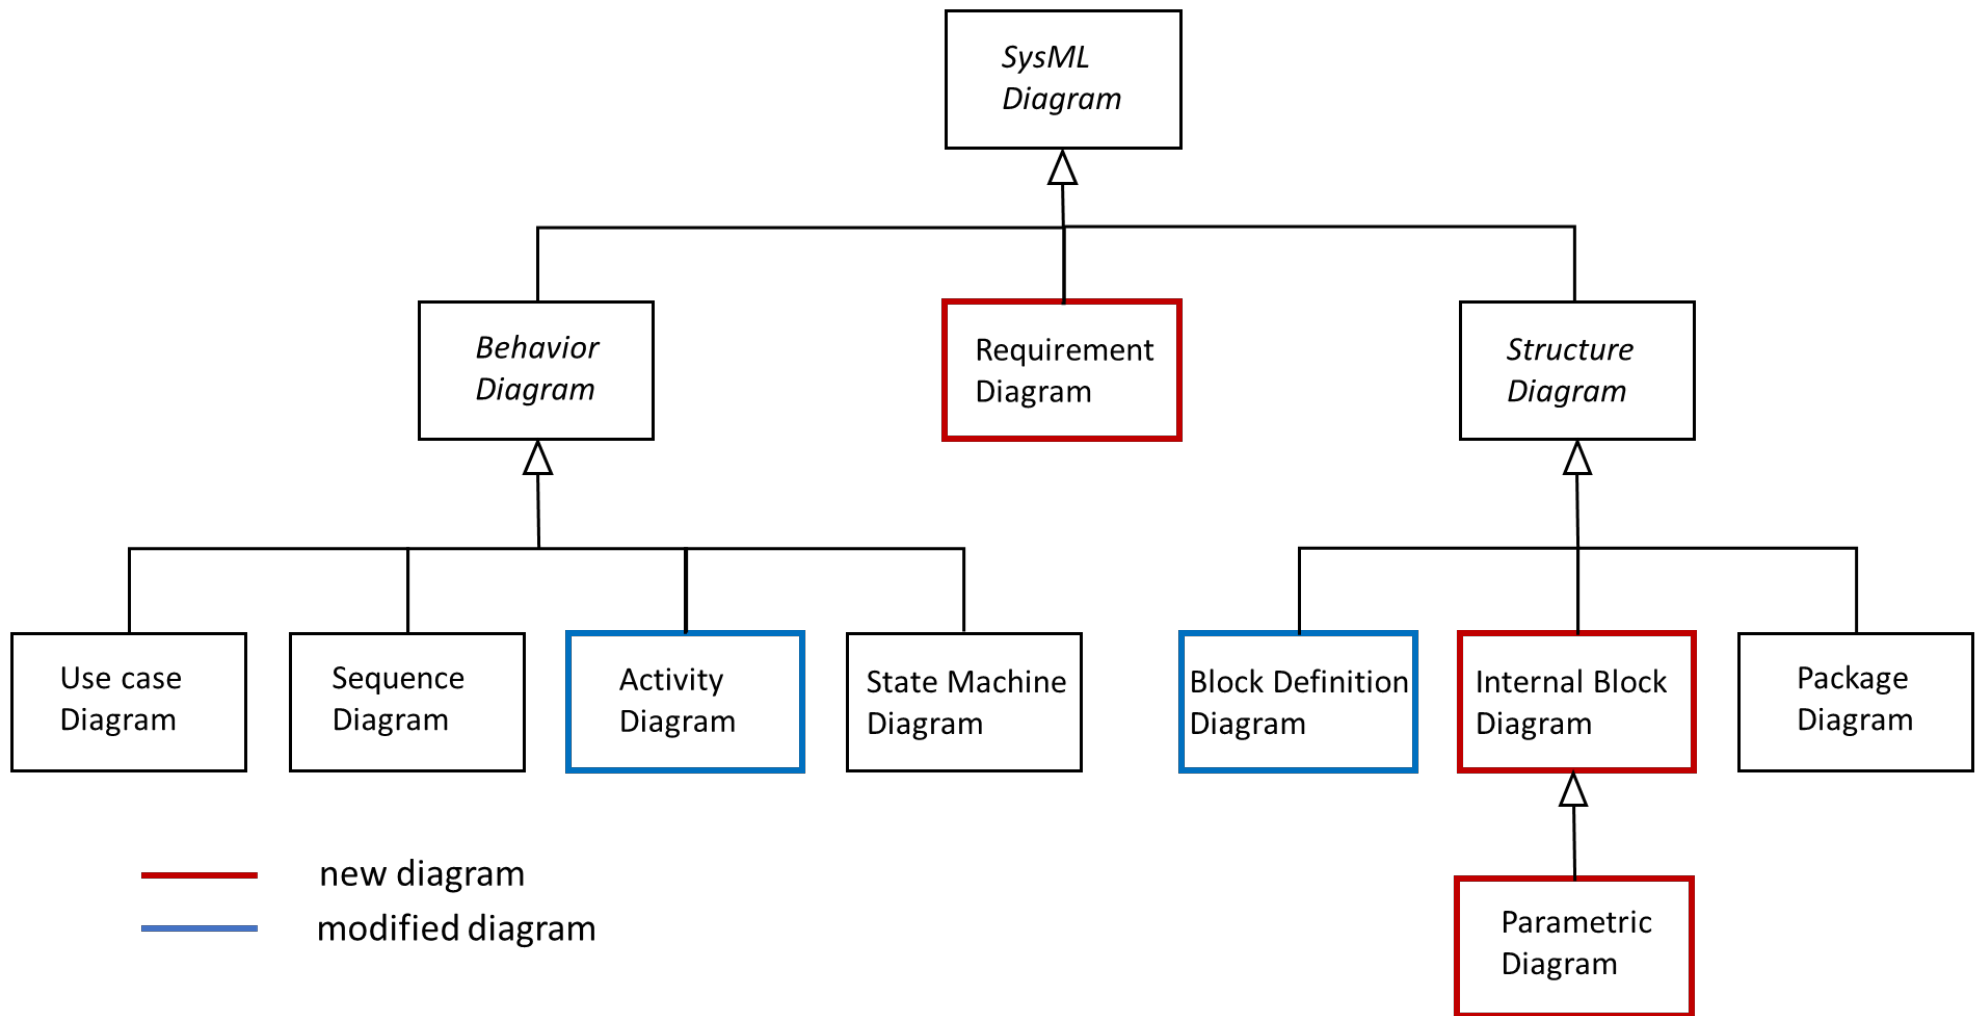 SysML
Diagram
Behavior
Diagram
Requirement
Diagram
Structure
Diagram
Use case
Diagram
Sequence
Diagram
Activity
Diagram
State Machine
Diagram
Block Definition
Diagram
Internal Block
Diagram
Package
Diagram
new diagram
modified diagram
Parametric
Diagram